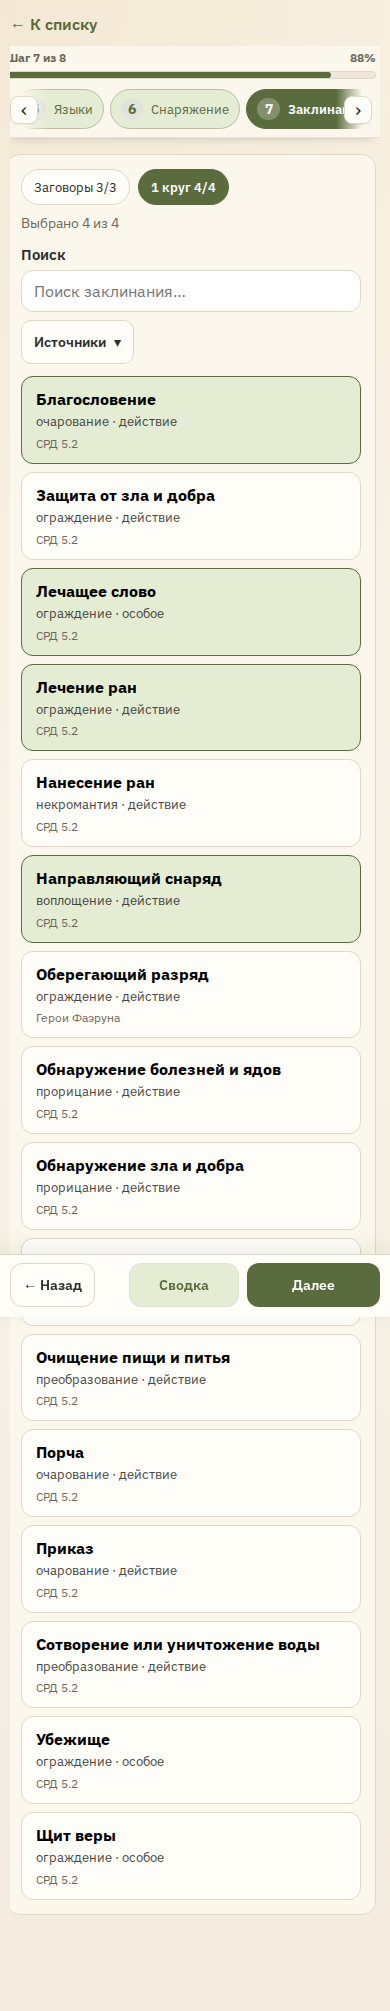 ← К списку
Шаг 7 из 8
88%
‹
Языки
6 Снаряжение
7 Заклина
›
Заговоры 3/3
1 круг 4/4
Выбрано 4 из 4
Поиск
Поиск заклинания...
Источники ▾
Благословение
очарование · действие
СРД 5.2
Защита от зла и добра
ограждение · действие
СРД 5.2
Лечащее слово
ограждение · особое
СРД 5.2
Лечение ран
ограждение · действие
СРД 5.2
Нанесение ран
некромантия · действие
СРД 5.2
Направляющий снаряд
воплощение · действие
СРД 5.2
Оберегающий разряд
ограждение · действие
Герои Фаэруна
Обнаружение болезней и ядов
прорицание · действие
СРД 5.2
Обнаружение зла и добра
прорицание · действие
СРД 5.2
← Назад
Сводка
Далее
Очищение пищи и питья
преобразование · действие
СРД 5.2
Порча
очарование · действие
СРД 5.2
Приказ
очарование · действие
СРД 5.2
Сотворение или уничтожение воды
преобразование · действие
СРД 5.2
Убежище
ограждение · особое
СРД 5.2
Щит веры
ограждение · особое
СРД 5.2